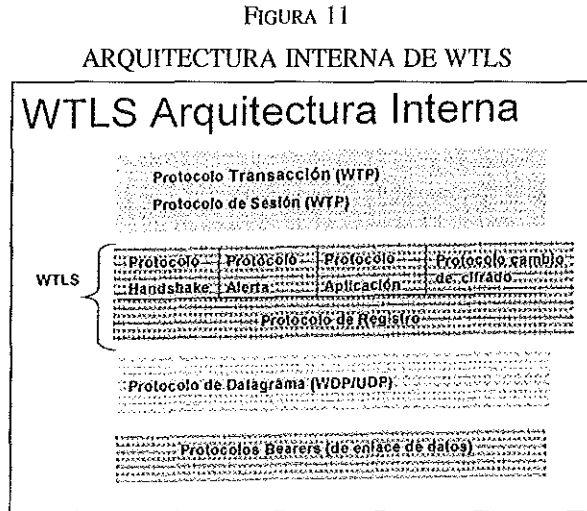 FIGURA 11
ARQUITECTURA INTERNA DE WTLS
WTLS Arquitectura Interna
Protocolo Transacción (WTP)
Protocolo de Sesión (WTP)
WTLS
Protocolo Handshake
Protocolo Alerta
Protocolo Aplicación
Protocolo cambio de cifrado
Protocolo de Registro
Protocolo de Datagrama (WDP/UDP)
Protocolos Bearers (de enlace de datos)